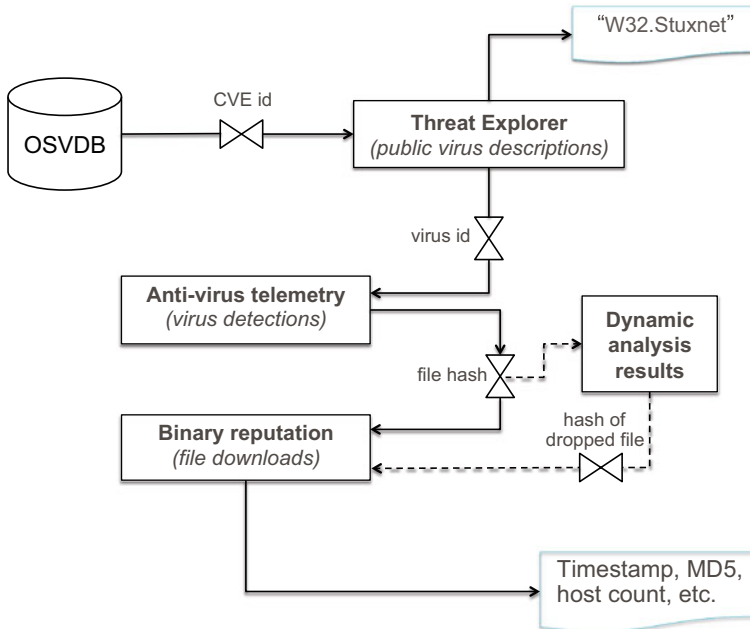 “W32.Stuxnet”
CVE id
OSVDB
Threat Explorer
(public virus descriptions)
virus id
Anti-virus telemetry
(virus detections)
Dynamic
analysis
results
file hash
hash of
dropped file
Binary reputation
(file downloads)
Timestamp, MD5,
host count, etc.